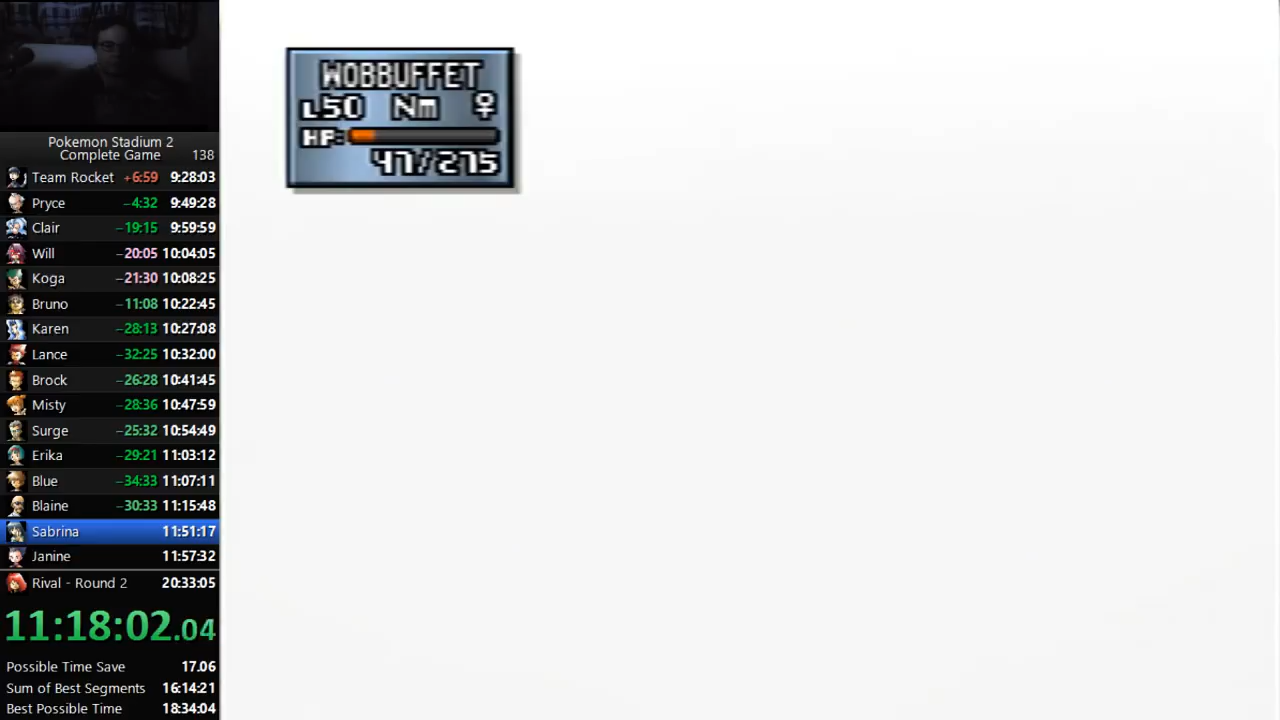 Pokemon Stadium 2
Complete Game 138
Team Rocket +6:59 9:28:03
Pryce −4:32 9:49:28
Clair −19:15 9:59:59
Will −20:05 10:04:05
Koga −21:30 10:08:25
Bruno −11:08 10:22:45
Karen −28:13 10:27:08
Lance −32:25 10:32:00
Brock −26:28 10:41:45
Misty −28:36 10:47:59
Surge −25:32 10:54:49
Erika −29:21 11:03:12
Blue −34:33 11:07:11
Blaine −30:33 11:15:48
Sabrina 11:51:17
Janine 11:57:32
Rival - Round 2 20:33:05
11:18:02.04
Possible Time Save 17.06
Sum of Best Segments 16:14:21
Best Possible Time 18:34:04
WOBBUFFET
L50 Nm ♀
HP:
47/275